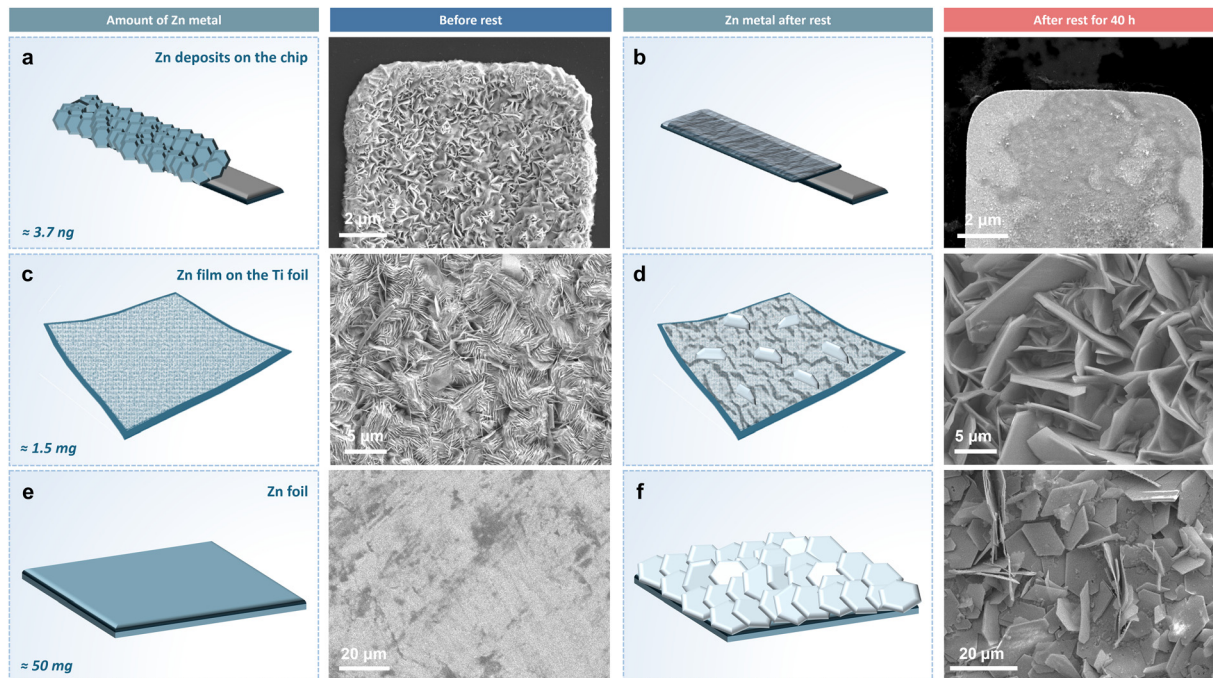 Amount of Zn metal
Before rest
Zn metal after rest
After rest for 40 h
a
Zn deposits on the chip
≈ 3.7 ng
2 µm
b
2 µm
c
Zn film on the Ti foil
≈ 1.5 mg
5 µm
d
5 µm
e
Zn foil
≈ 50 mg
20 µm
f
20 µm